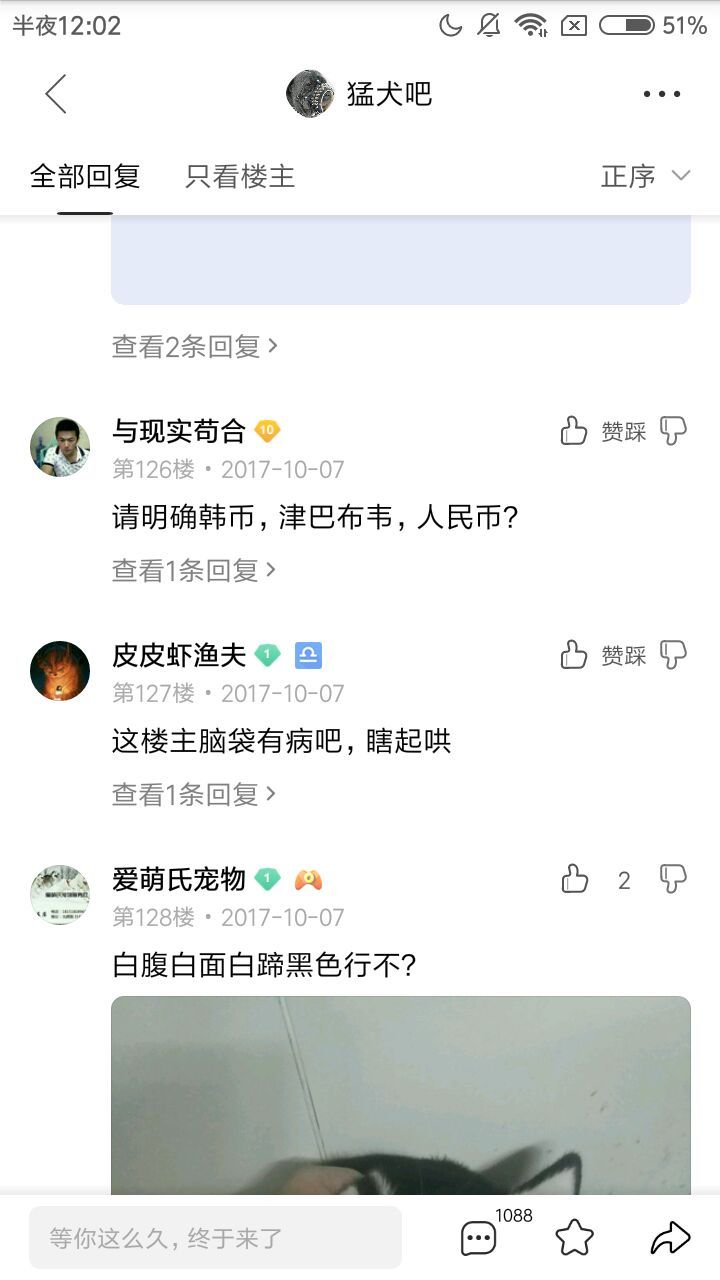 半夜12:02
51%
猛犬吧
全部回复 只看楼主 正序
查看2条回复
与现实苟合 10 赞踩
第126楼 • 2017-10-07
请明确韩币，津巴布韦，人民币？
查看1条回复
皮皮虾渔夫 1 赞踩
第127楼 • 2017-10-07
这楼主脑袋有病吧，瞎起哄
查看1条回复
爱萌氏宠物 1 2
第128楼 • 2017-10-07
白腹白面白蹄黑色行不？
等你这么久，终于来了
1088